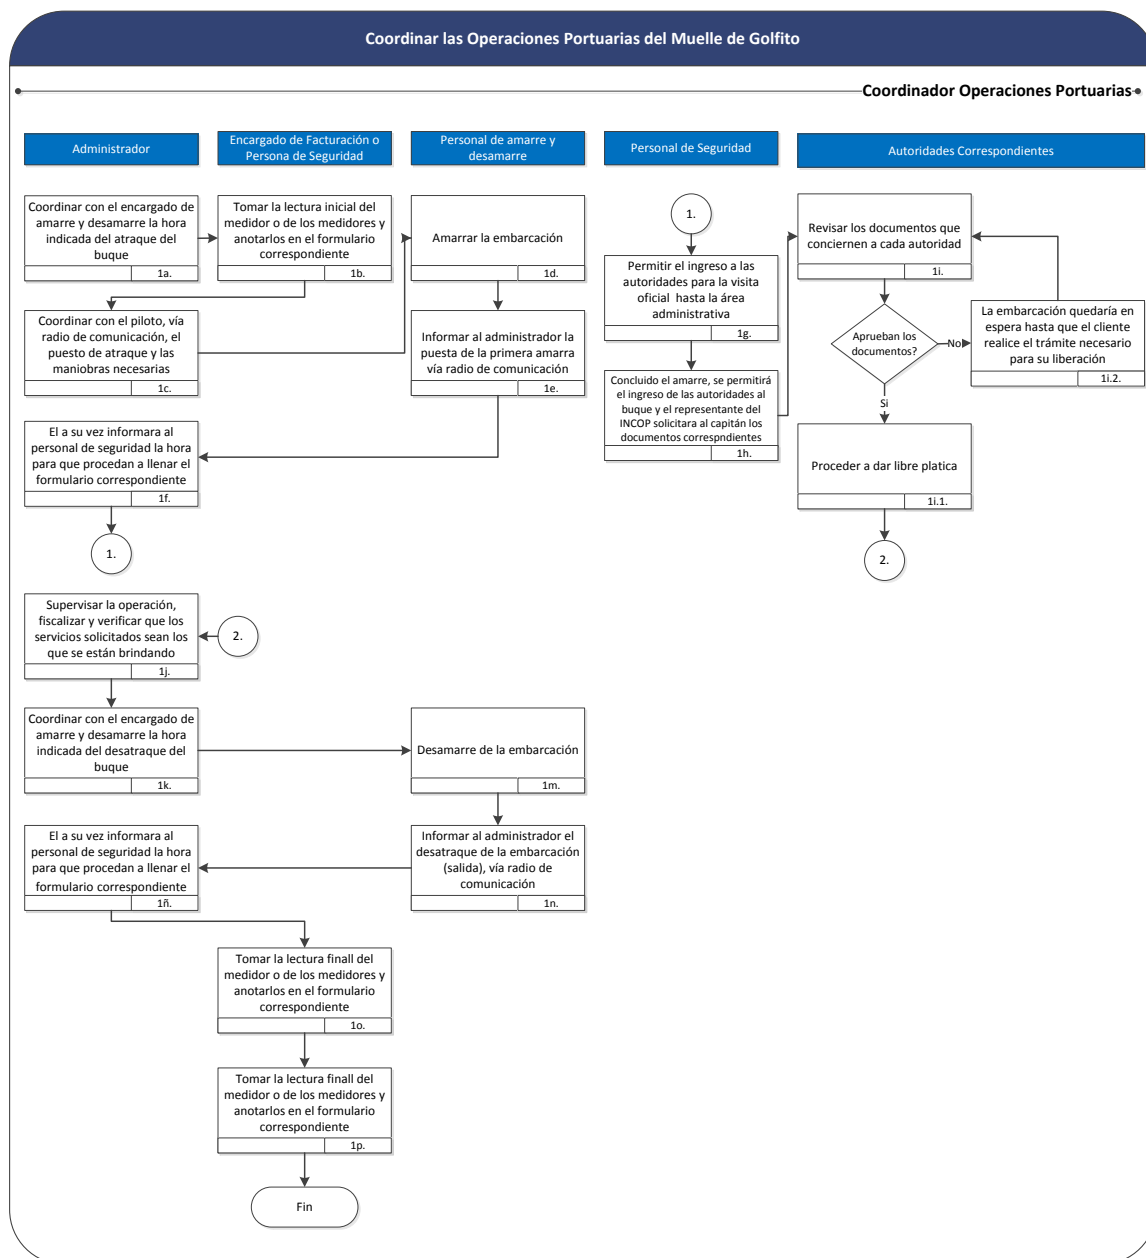 Coordinar las Operaciones Portuarias del Muelle de Golfito
Coordinador Operaciones Portuarias
Administrador
Encargado de Facturación o
Persona de Seguridad
Personal de amarre y
desamarre
Personal de Seguridad
Autoridades Correspondientes
Coordinar con el encargado de
amarre y desamarre la hora
indicada del atraque del
buque
1a.
Tomar la lectura inicial del
medidor o de los medidores y
anotarlos en el formulario
correspondiente
1b.
Coordinar con el piloto, vía
radio de comunicación, el
puesto de atraque y las
maniobras necesarias
1c.
Amarrar la embarcación
1d.
Informar al administrador la
puesta de la primera amarra
vía radio de comunicación
1e.
El a su vez informara al
personal de seguridad la hora
para que procedan a llenar el
formulario correspondiente
1f.
1.
1.
Permitir el ingreso a las
autoridades para la visita
oficial hasta la área
administrativa
1g.
Concluido el amarre, se permitirá
el ingreso de las autoridades al
buque y el representante del
INCOP solicitara al capitán los
documentos correspndientes
1h.
Revisar los documentos que
conciernen a cada autoridad
1i.
Aprueban los
documentos?
No
La embarcación quedaría en
espera hasta que el cliente
realice el trámite necesario
para su liberación
1i.2.
Si
Proceder a dar libre platica
1i.1.
2.
2.
Supervisar la operación,
fiscalizar y verificar que los
servicios solicitados sean los
que se están brindando
1j.
Coordinar con el encargado de
amarre y desamarre la hora
indicada del desatraque del
buque
1k.
Desamarre de la embarcación
1m.
Informar al administrador el
desatraque de la embarcación
(salida), vía radio de
comunicación
1n.
El a su vez informara al
personal de seguridad la hora
para que procedan a llenar el
formulario correspondiente
1ñ.
Tomar la lectura finall del
medidor o de los medidores y
anotarlos en el formulario
correspondiente
1o.
Tomar la lectura finall del
medidor o de los medidores y
anotarlos en el formulario
correspondiente
1p.
Fin